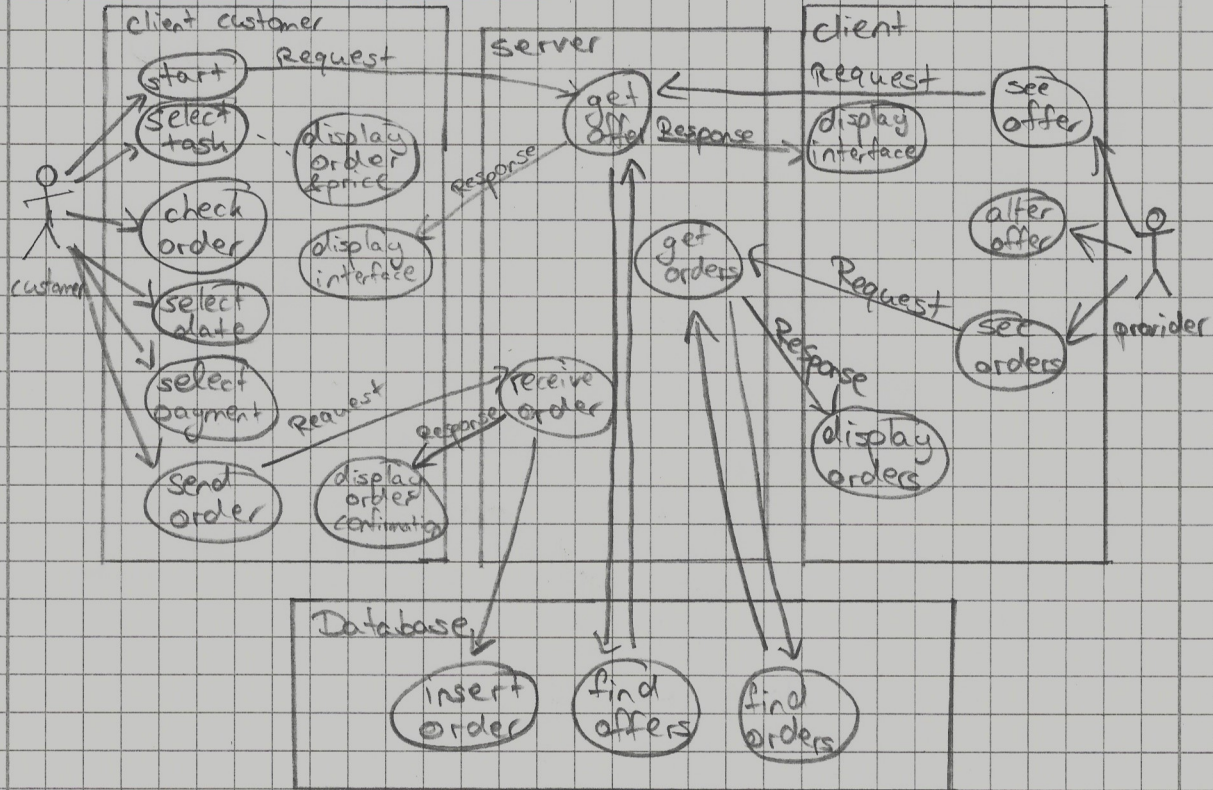 client customer
start
Request
select
task
display
order
& price
check
order
Response
display
interface
customer
select
date
select
payment
Request
Response
send
order
display
order
confirmation
server
get
offer
Response
get
orders
receive
order
client
Request
see
offer
display
interface
alter
offer
Request
see
orders
provider
Response
display
orders
Database
insert
order
find
offers
find
orders